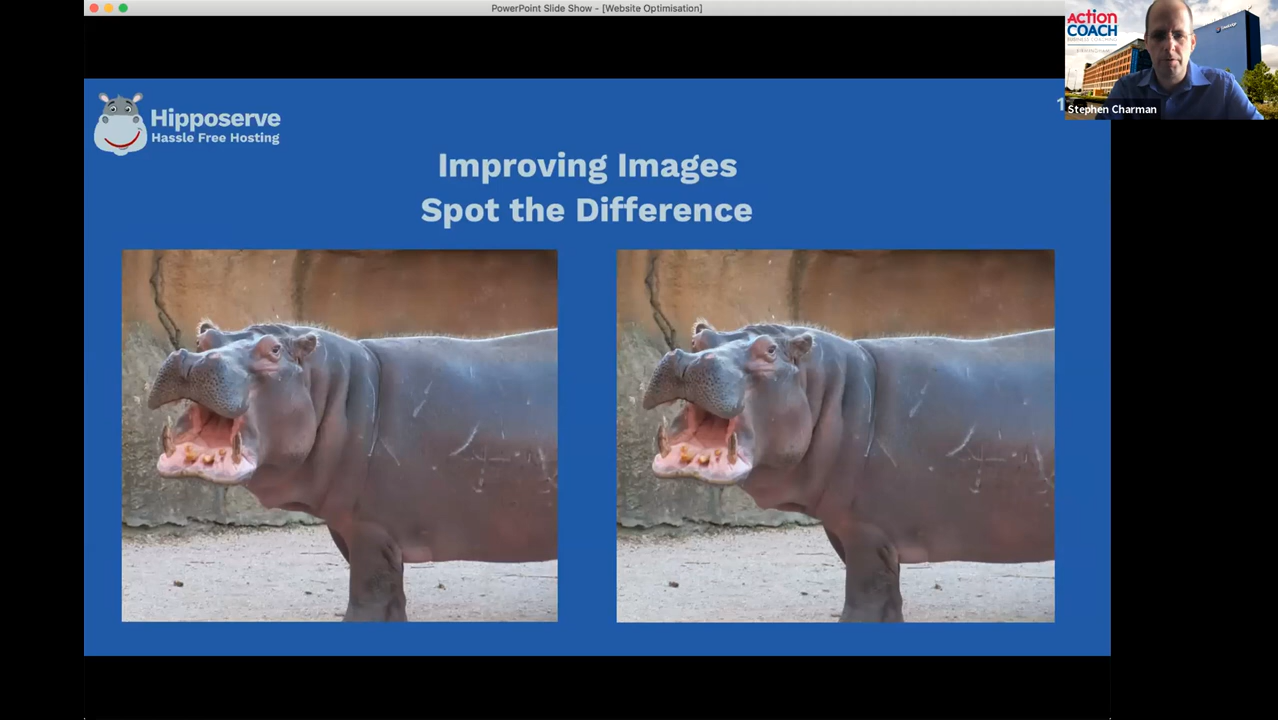 PowerPoint Slide Show - [Website Optimisation]
ACTION
COACH
Stephen Charman
Hipposerve
Hassle Free Hosting
Improving Images
Spot the Difference